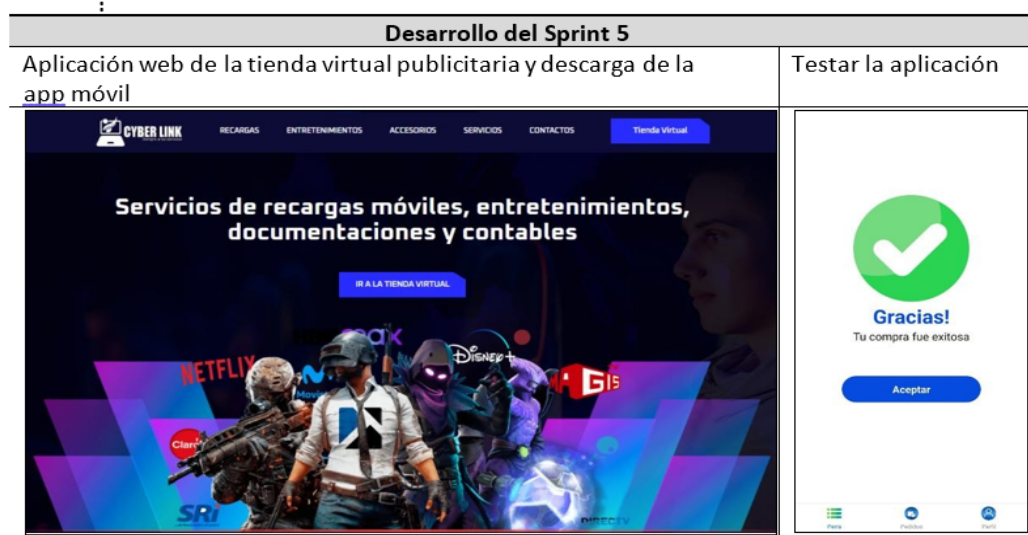 Desarrollo del Sprint 5
Aplicación web de la tienda virtual publicitaria y descarga de la
app móvil
Testar la aplicación
CYBER LINK
RECARGAS
ENTRETENIMIENTOS
ACCESORIOS
SERVICIOS
CONTACTOS
Tienda Virtual
Servicios de recargas móviles, entretenimientos,
documentaciones y contables
IR A LA TIENDA VIRTUAL
max
NETFLIX
Disney+
MAGIS
Claro
SRi
DIRECTV
Gracias!
Tu compra fue exitosa
Aceptar
Pedidos
Perfil